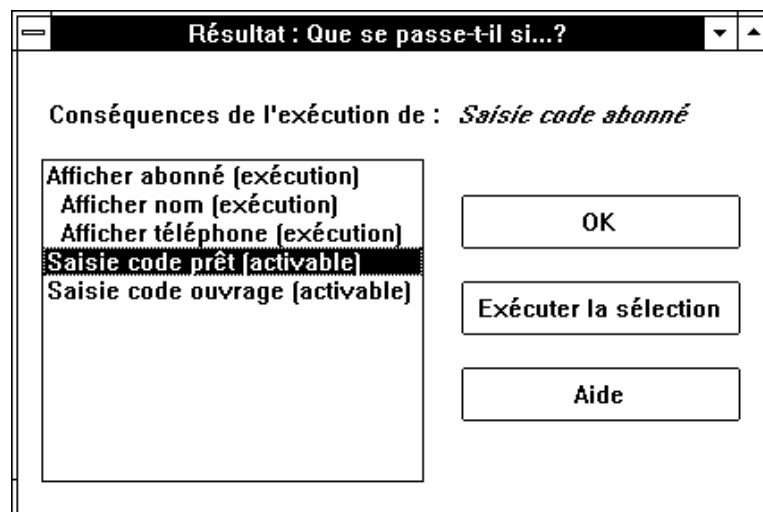 Résultat : Que se passe-t-il si...?
Conséquences de l'exécution de : Saisie code abonné
Afficher abonné (exécution)
Afficher nom (exécution)
Afficher téléphone (exécution)
Saisie code prêt (activable)
Saisie code ouvrage (activable)
OK
Exécuter la sélection
Aide